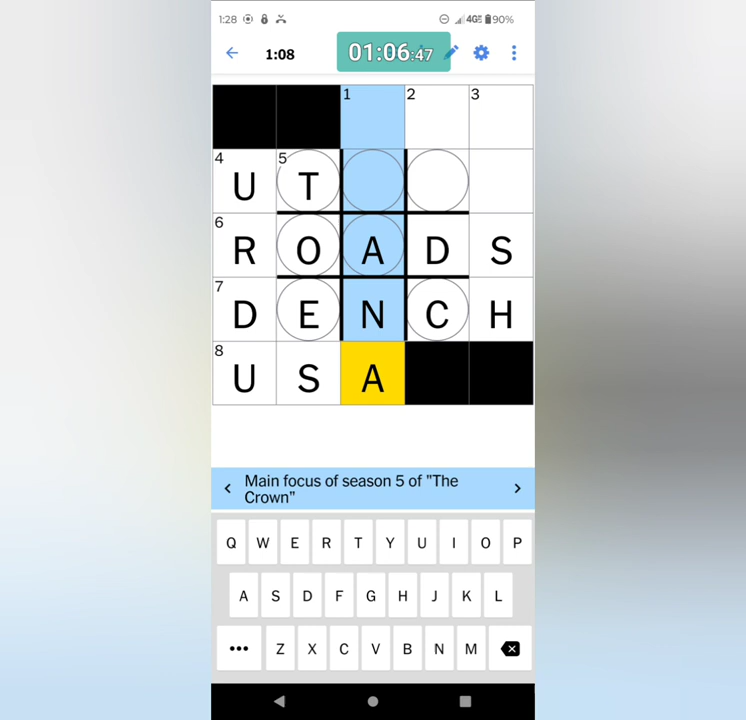 1:28 4GE 90%
1:08 01:06:47
1 2 3
4 U 5 T
6 R O A D S
7 D E N C H
8 U S A
Main focus of season 5 of "The
Crown"
Q W E R T Y U I O P
A S D F G H J K L
••• Z X C V B N M